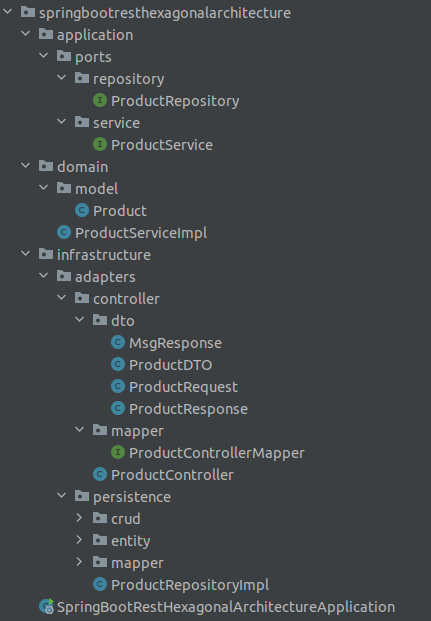 springbootresthexagonalarchitecture
application
ports
repository
I ProductRepository
service
I ProductService
domain
model
C Product
C ProductServiceImpl
infrastructure
adapters
controller
dto
C MsgResponse
C ProductDTO
C ProductRequest
C ProductResponse
mapper
I ProductControllerMapper
C ProductController
persistence
crud
entity
mapper
C ProductRepositoryImpl
SpringBootRestHexagonalArchitectureApplication